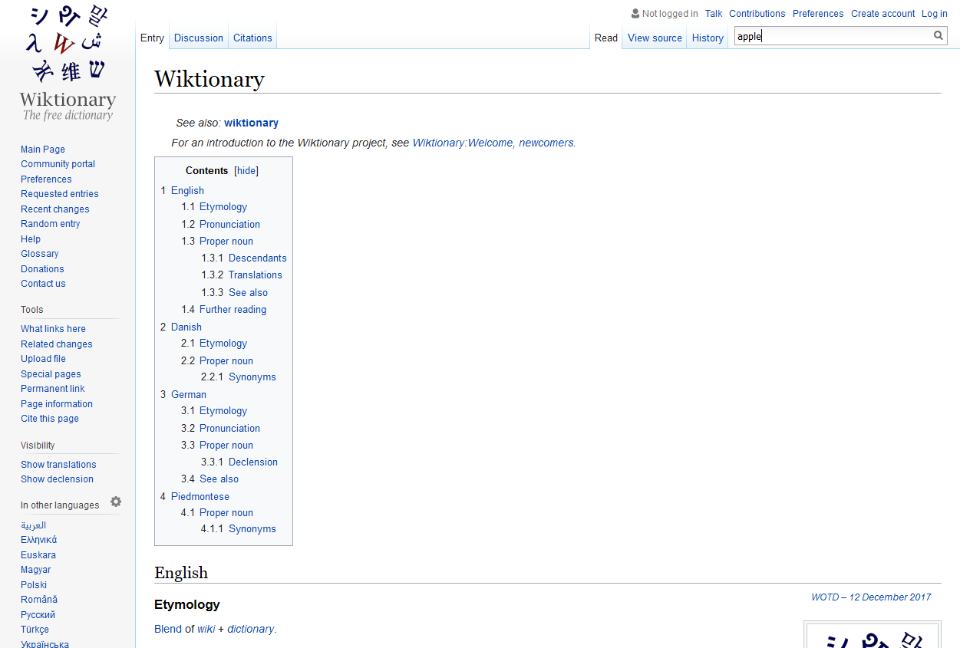 シ 말
λ W ش
维 ש
Wiktionary
The free dictionary
Not logged in Talk Contributions Preferences Create account Log in
Entry Discussion Citations Read View source History apple
Main Page
Community portal
Preferences
Requested entries
Recent changes
Random entry
Help
Glossary
Donations
Contact us
Tools
What links here
Related changes
Upload file
Special pages
Permanent link
Page information
Cite this page
Visibility
Show translations
Show declension
In other languages
العربية
Ελληνικά
Euskara
Magyar
Polski
Română
Русский
Türkçe
Українська
Wiktionary
See also: wiktionary
For an introduction to the Wiktionary project, see Wiktionary:Welcome, newcomers.
Contents [hide]
1 English
1.1 Etymology
1.2 Pronunciation
1.3 Proper noun
1.3.1 Descendants
1.3.2 Translations
1.3.3 See also
1.4 Further reading
2 Danish
2.1 Etymology
2.2 Proper noun
2.2.1 Synonyms
3 German
3.1 Etymology
3.2 Pronunciation
3.3 Proper noun
3.3.1 Declension
3.4 See also
4 Piedmontese
4.1 Proper noun
4.1.1 Synonyms
English
WOTD – 12 December 2017
Etymology
Blend of wiki + dictionary.